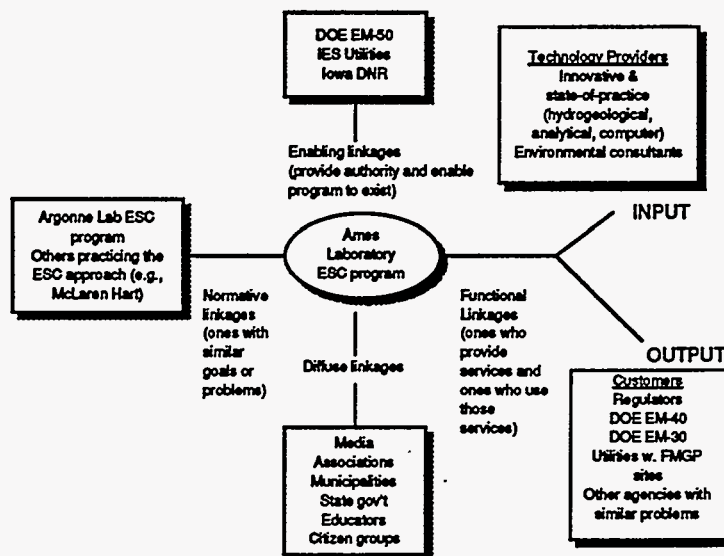 DOE EM-50
IES Utilities
Iowa DNR
Technology Providers
Innovative &
state-of-practice
(hydrogeological,
analytical, computer)
Environmental consultants
Enabling linkages
(provide authority and enable
program to exist)
Argonne Lab ESC
program
Others practicing the
ESC approach (e.g.,
McLaren Hart)
Ames
Laboratory
ESC program
INPUT
Normative
linkages
(ones with
similar
goals or
problems)
Functional
Linkages
(ones who
provide
services and
ones who use
those
services)
Diffuse linkages
OUTPUT
Media
Associations
Municipalities
State gov't
Educators
Citizen groups
Customers
Regulators
DOE EM-40
DOE EM-30
Utilities w. FMGP
sites
Other agencies with
similar problems